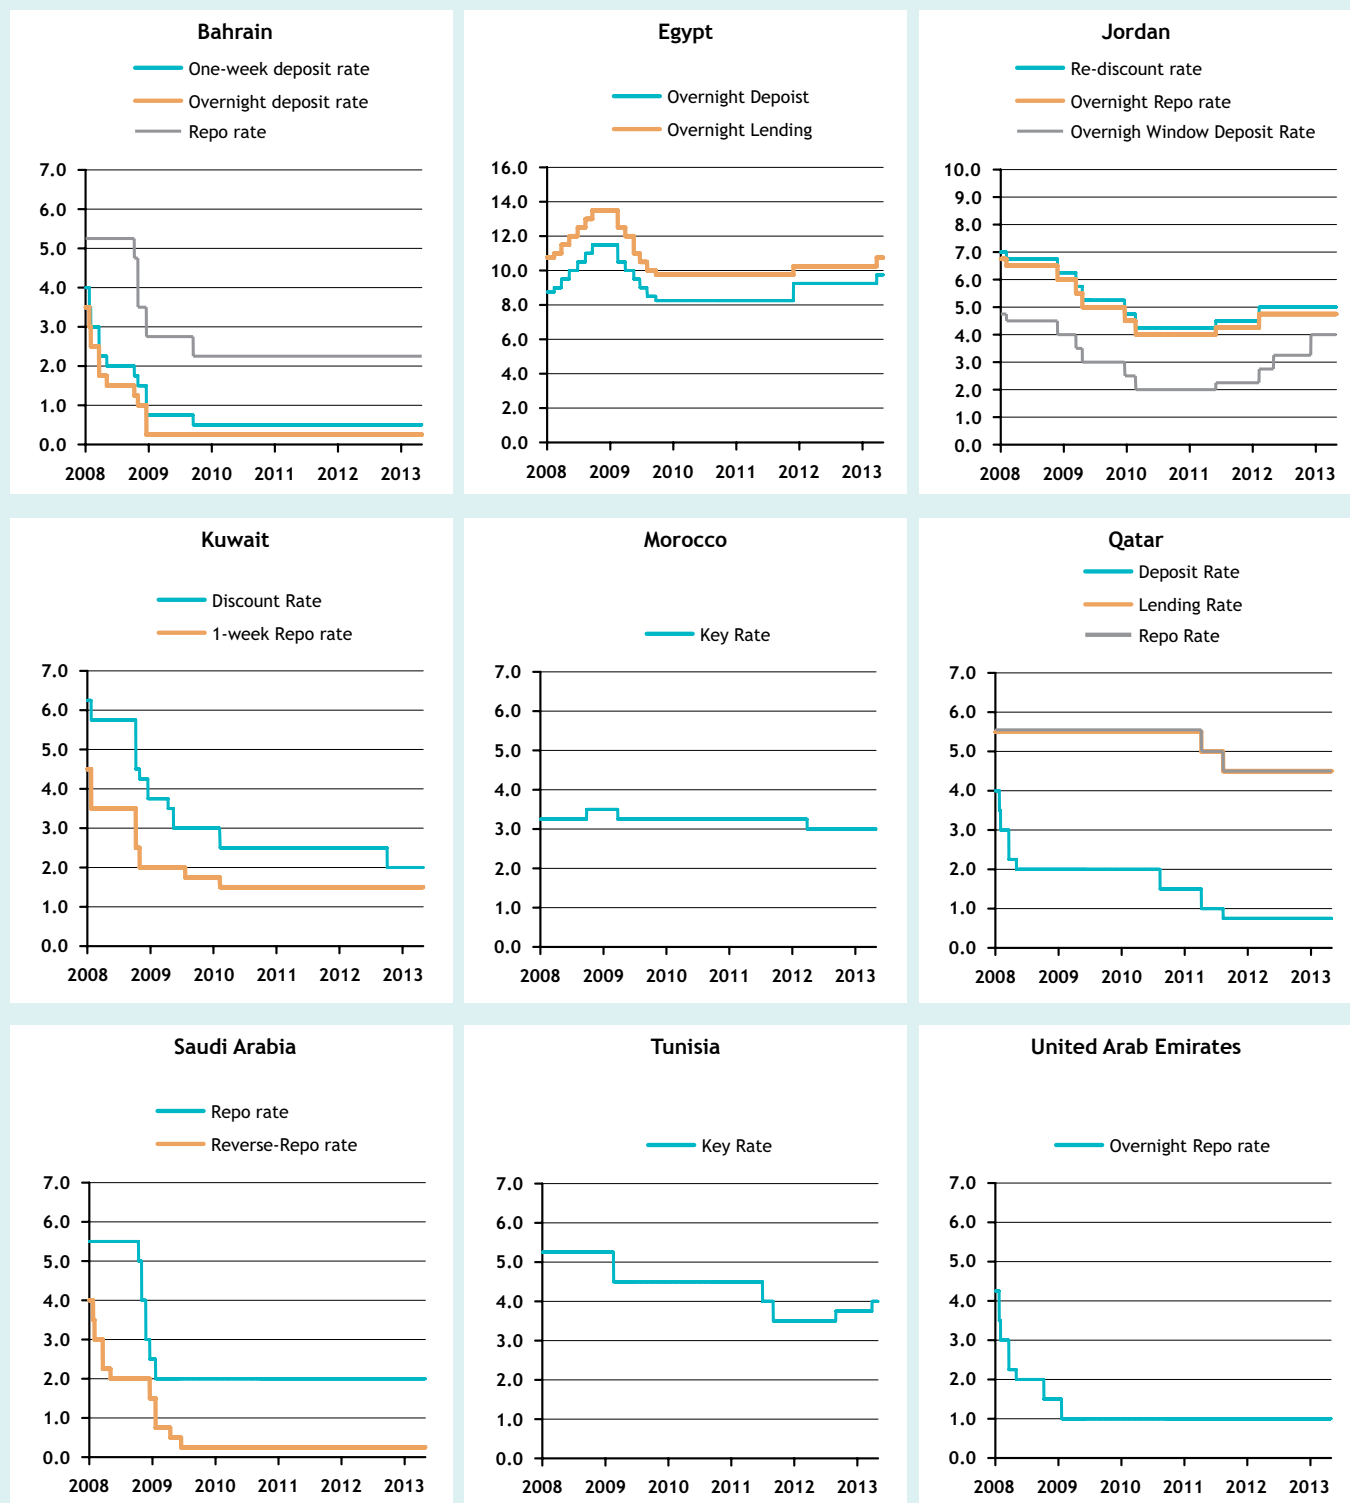 Bahrain
One-week deposit rate
Overnight deposit rate
Repo rate
7.0
6.0
5.0
4.0
3.0
2.0
1.0
0.0
2008 2009 2010 2011 2012 2013
Egypt
Overnight Depoist
Overnight Lending
16.0
14.0
12.0
10.0
8.0
6.0
4.0
2.0
0.0
2008 2009 2010 2011 2012 2013
Jordan
Re-discount rate
Overnight Repo rate
Overnigh Window Deposit Rate
10.0
9.0
8.0
7.0
6.0
5.0
4.0
3.0
2.0
1.0
0.0
2008 2009 2010 2011 2012 2013
Kuwait
Discount Rate
1-week Repo rate
7.0
6.0
5.0
4.0
3.0
2.0
1.0
0.0
2008 2009 2010 2011 2012 2013
Morocco
Key Rate
7.0
6.0
5.0
4.0
3.0
2.0
1.0
0.0
2008 2009 2010 2011 2012 2013
Qatar
Deposit Rate
Lending Rate
Repo Rate
7.0
6.0
5.0
4.0
3.0
2.0
1.0
0.0
2008 2009 2010 2011 2012 2013
Saudi Arabia
Repo rate
Reverse-Repo rate
7.0
6.0
5.0
4.0
3.0
2.0
1.0
0.0
2008 2009 2010 2011 2012 2013
Tunisia
Key Rate
7.0
6.0
5.0
4.0
3.0
2.0
1.0
0.0
2008 2009 2010 2011 2012 2013
United Arab Emirates
Overnight Repo rate
7.0
6.0
5.0
4.0
3.0
2.0
1.0
0.0
2008 2009 2010 2011 2012 2013